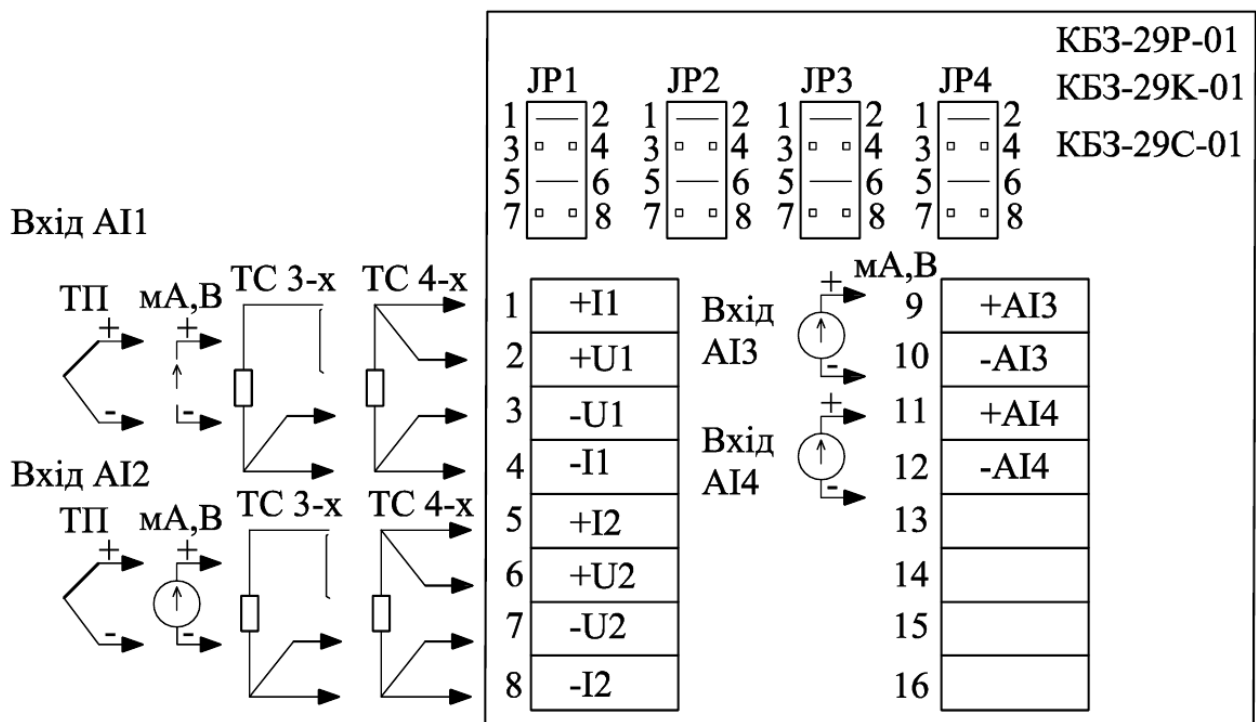 КБЗ-29Р-01
КБЗ-29К-01
КБЗ-29С-01
JP1 JP2 JP3 JP4
1 2 1 2 1 2 1 2
3 4 3 4 3 4 3 4
5 6 5 6 5 6 5 6
7 8 7 8 7 8 7 8
Вхід АІ1
ТП мА,В ТС 3-х ТС 4-х
+ -
+ -
1 +I1
2 +U1
3 -U1
4 -I1
Вхід АІ2
ТП мА,В ТС 3-х ТС 4-х
+ -
+ -
5 +I2
6 +U2
7 -U2
8 -I2
мА,В
Вхід
АІ3
+ -
Вхід
АІ4
+ -
9 +AI3
10 -AI3
11 +AI4
12 -AI4
13
14
15
16